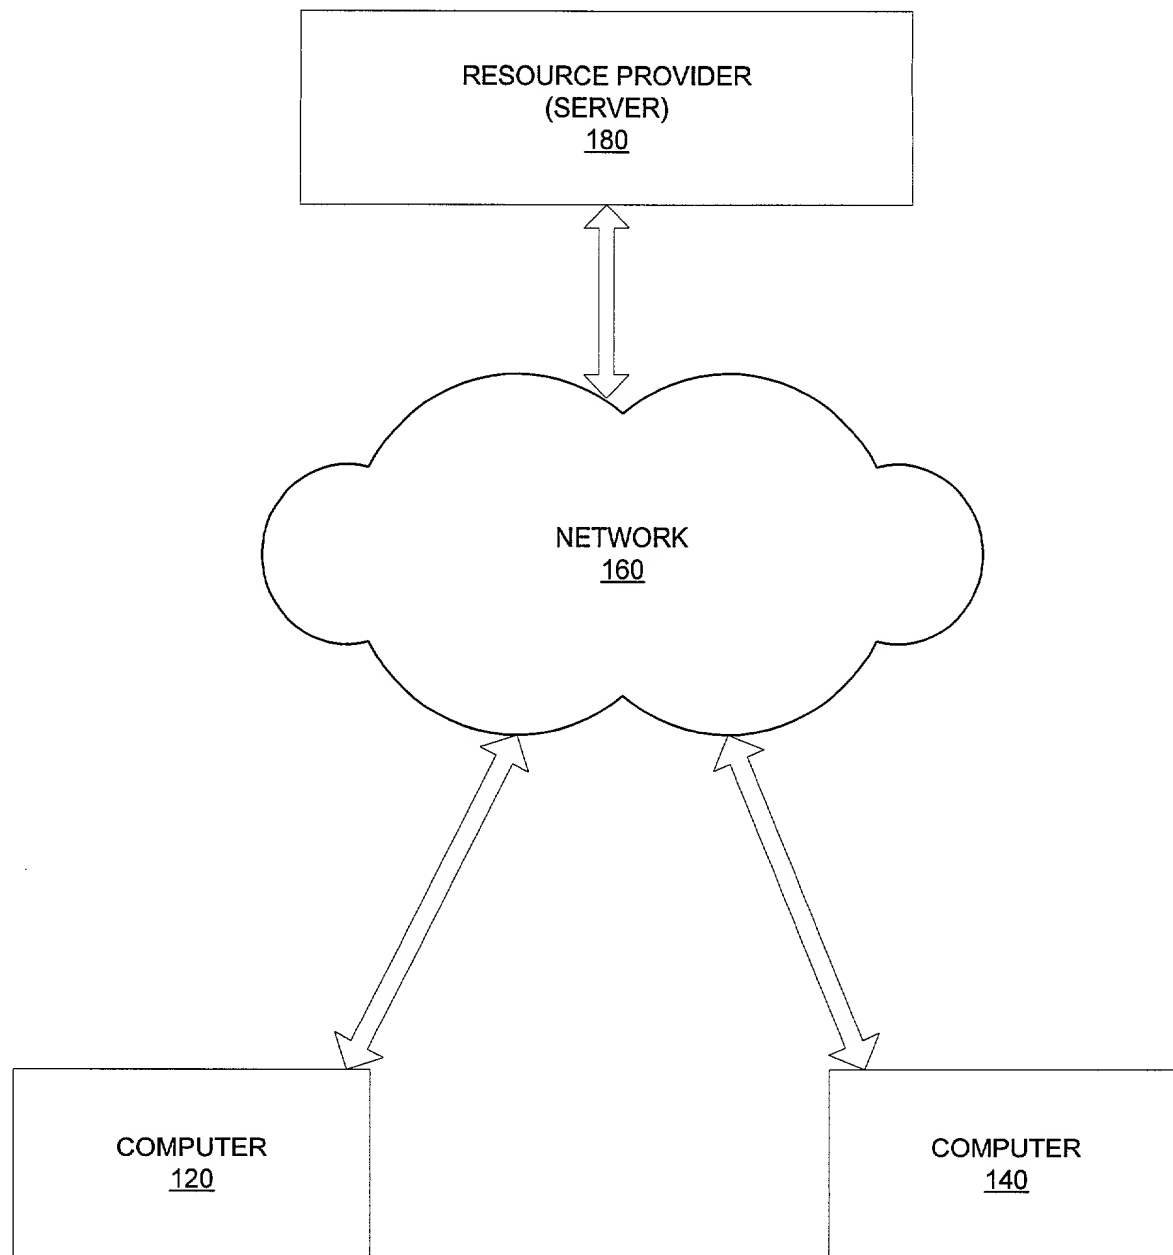 RESOURCE PROVIDER
(SERVER)
180
NETWORK
160
COMPUTER
120
COMPUTER
140